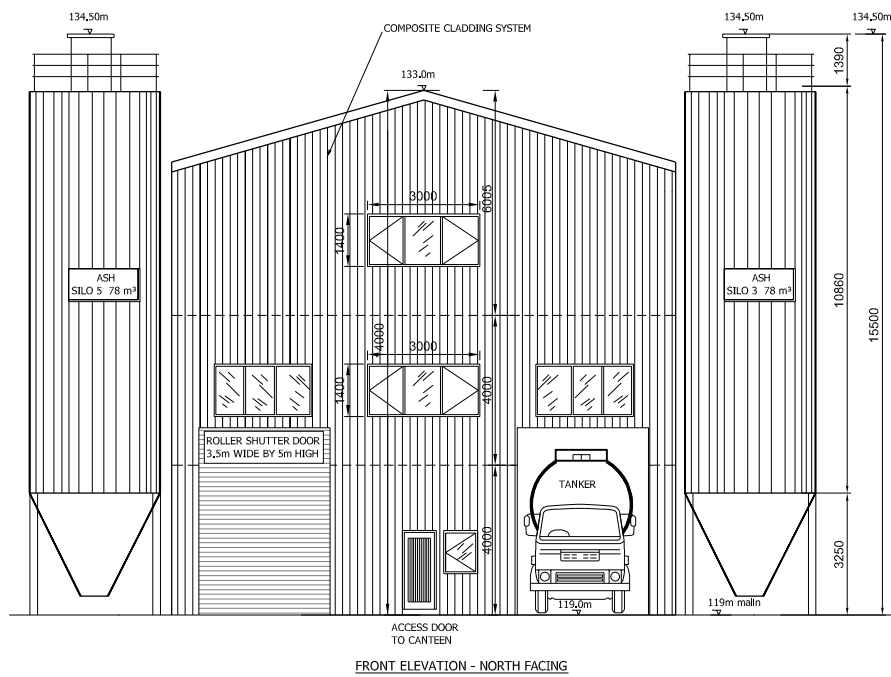 134.50m
134.50m
134.50m
COMPOSITE CLADDING SYSTEM
133.0m
1390
3000
6005
1400
ASH
SILO 5 78 m³
ASH
SILO 3 78 m³
10860
15500
4000
3000
1400
4000
ROLLER SHUTTER DOOR
3.5m WIDE BY 5m HIGH
TANKER
4000
3250
119.0m
119m malin
ACCESS DOOR
TO CANTEEN
FRONT ELEVATION - NORTH FACING